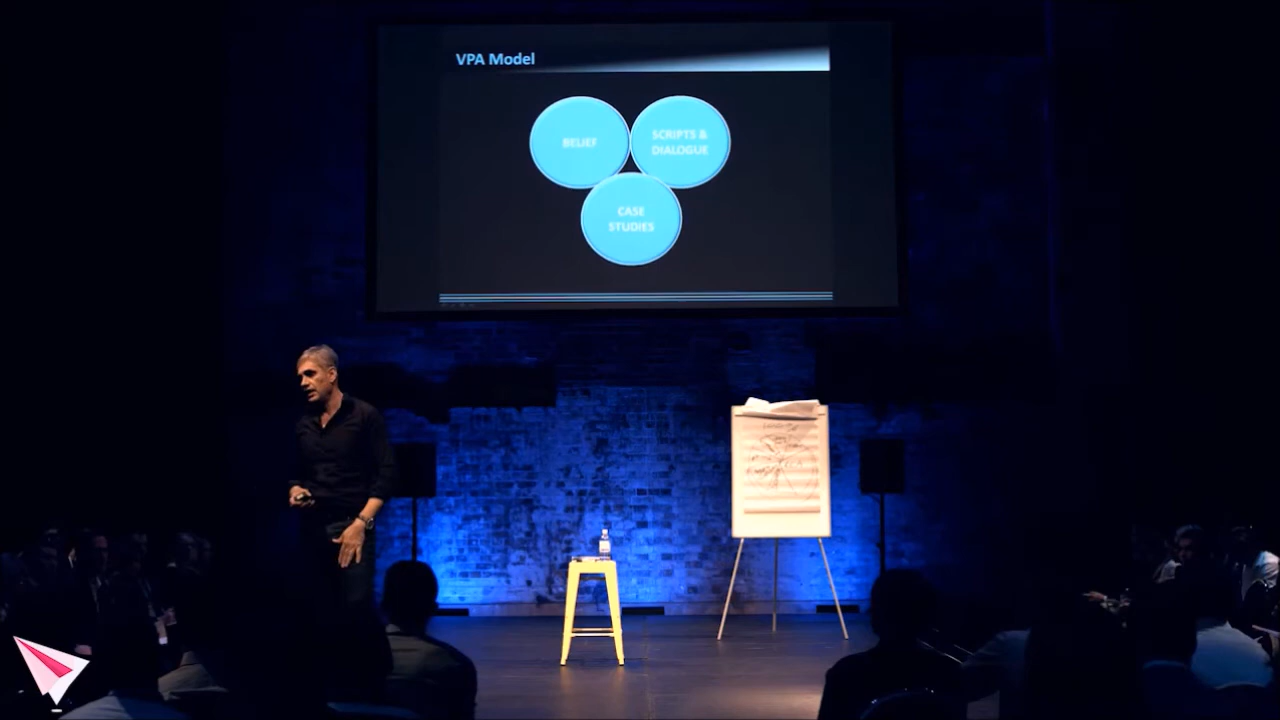 VPA Model
BELIEF
SCRIPTS &
DIALOGUE
CASE
STUDIES